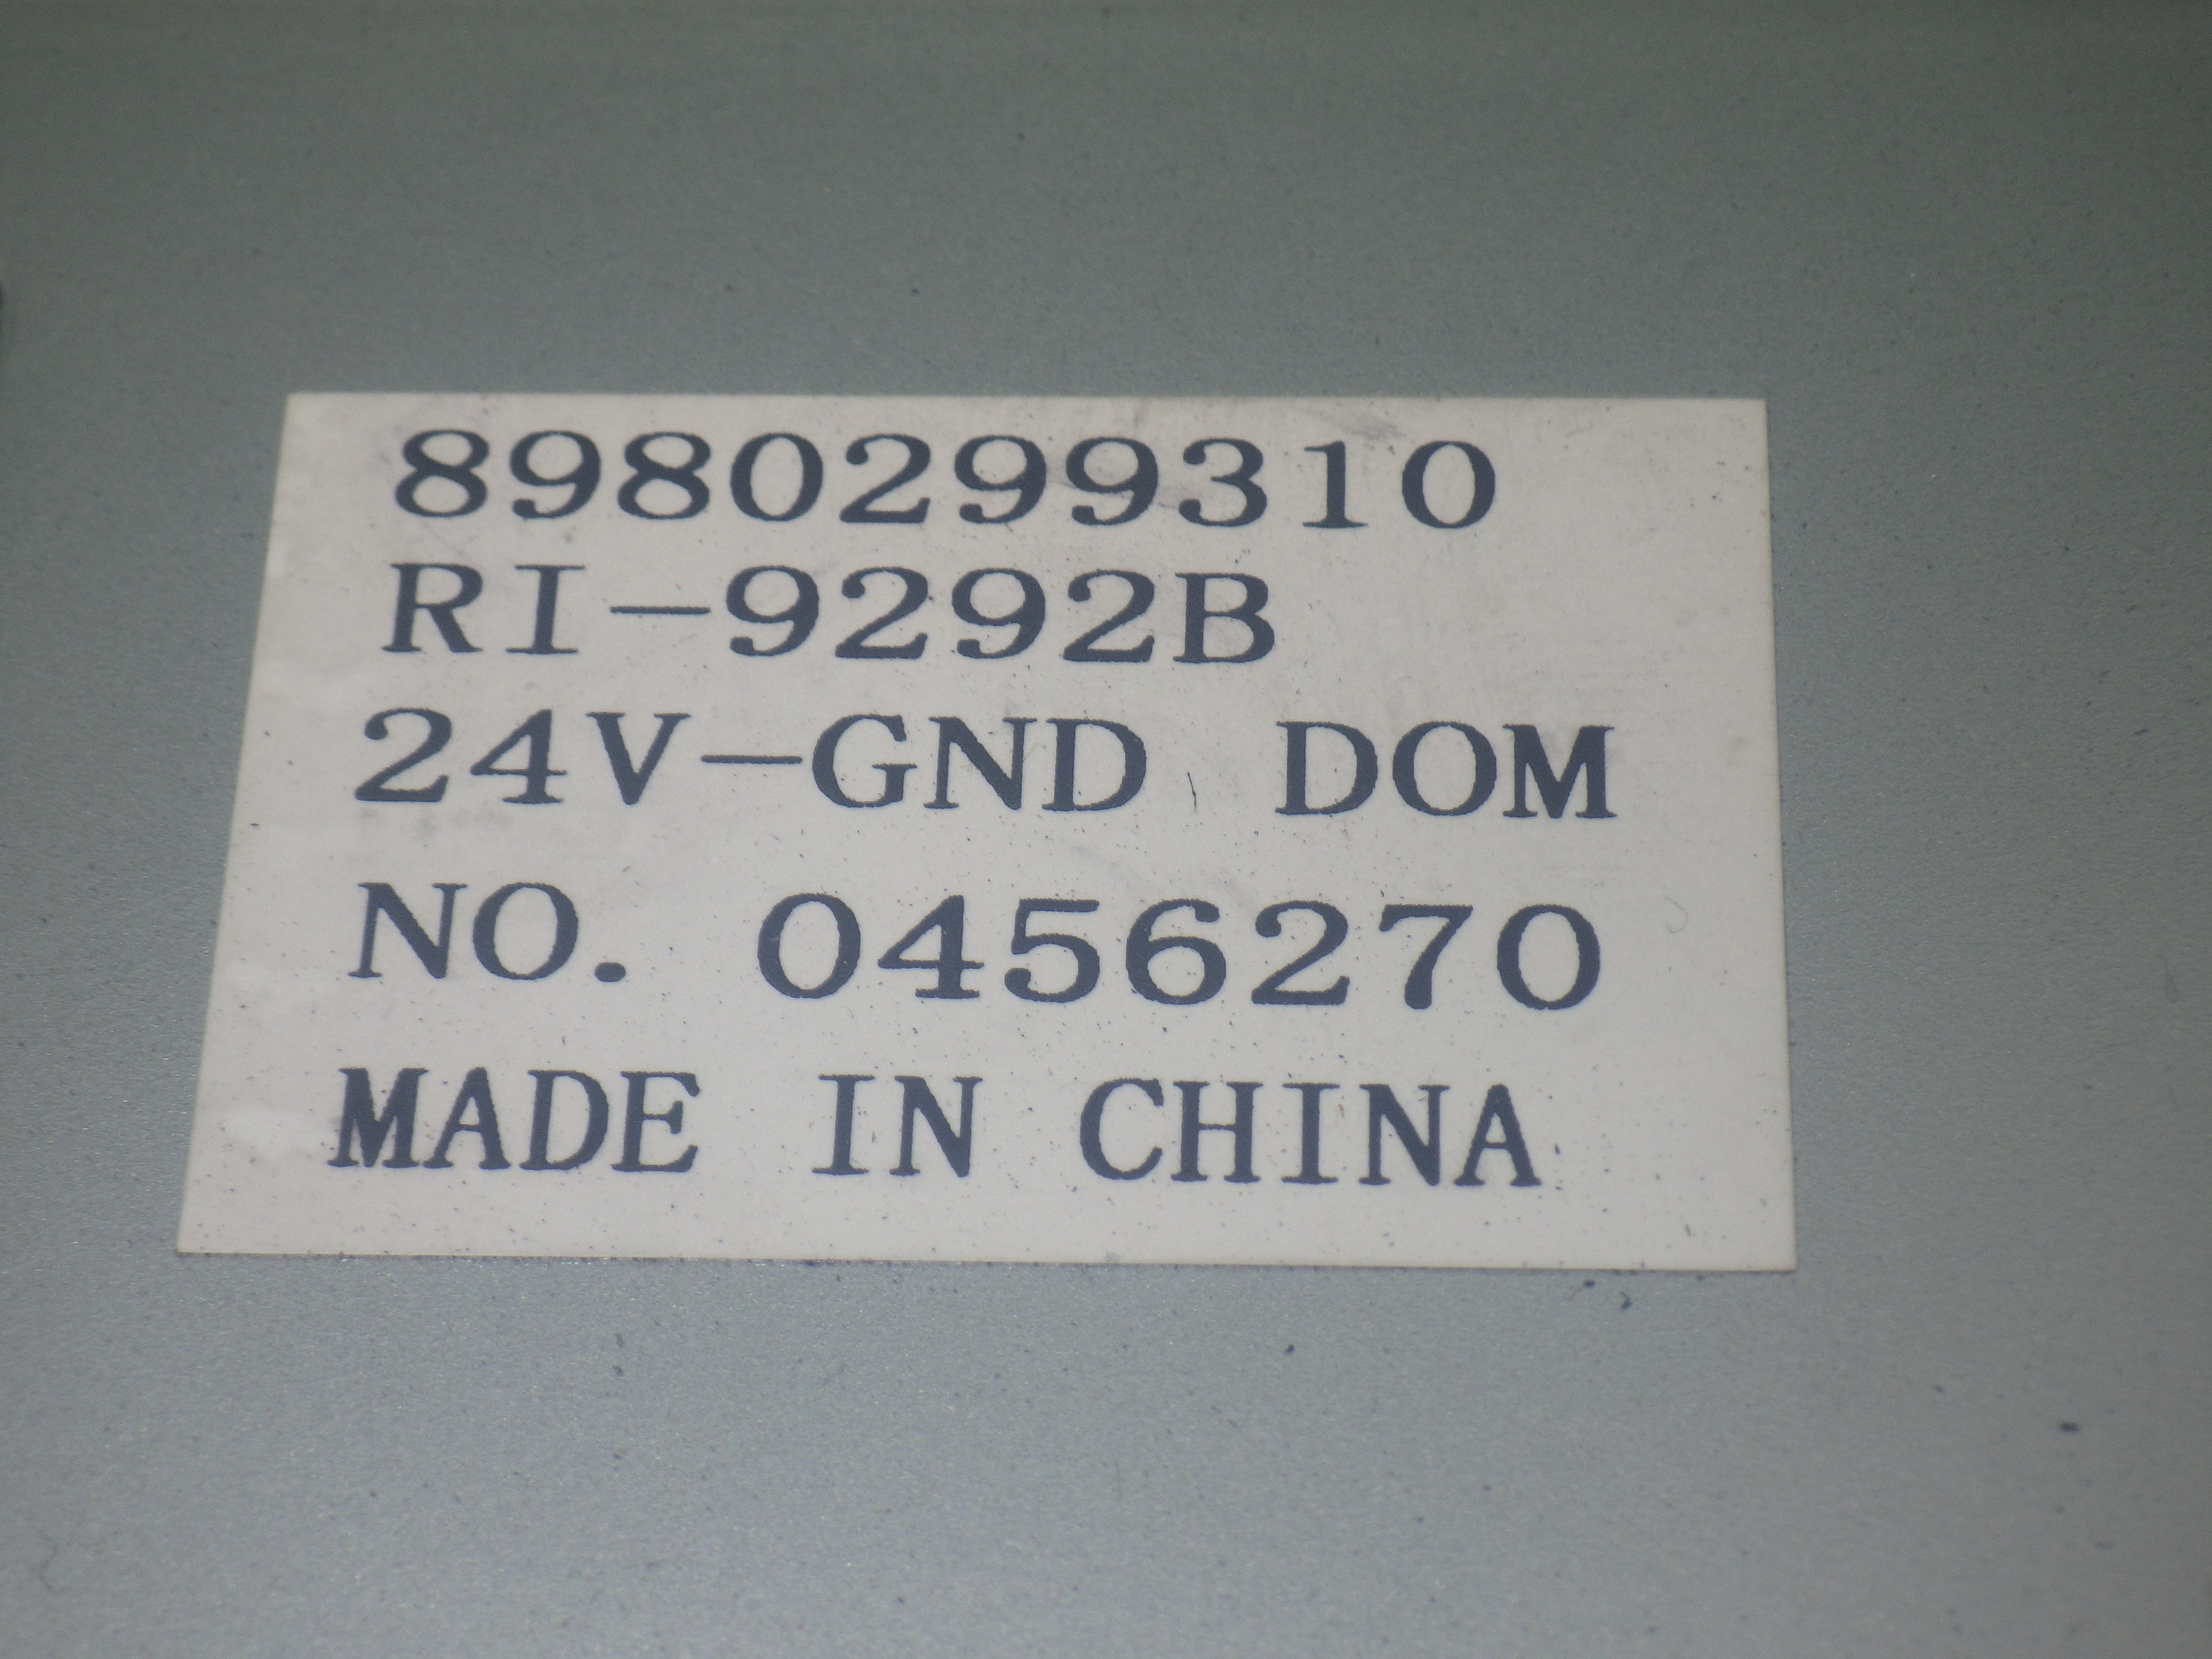 8980299310
RI-9292B
24V-GND DOM
NO. 0456270
MADE IN CHINA